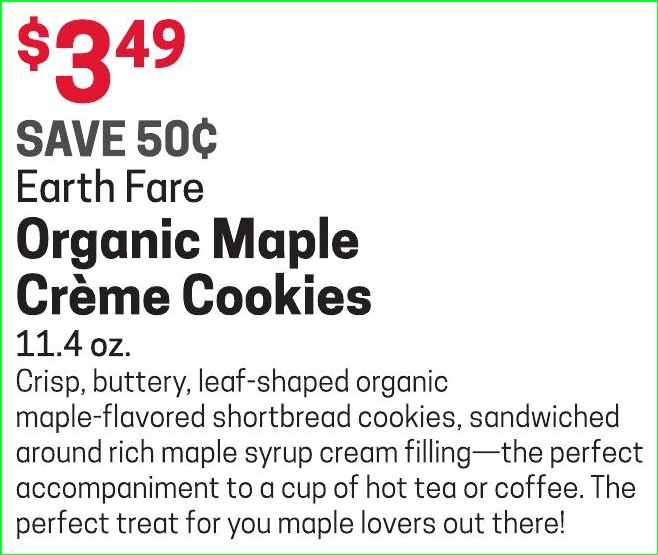 $3.49
SAVE 50¢
Earth Fare
Organic Maple
Crème Cookies
11.4 oz.
Crisp, buttery, leaf-shaped organic
maple-flavored shortbread cookies, sandwiched
around rich maple syrup cream filling—the perfect
accompaniment to a cup of hot tea or coffee. The
perfect treat for you maple lovers out there!